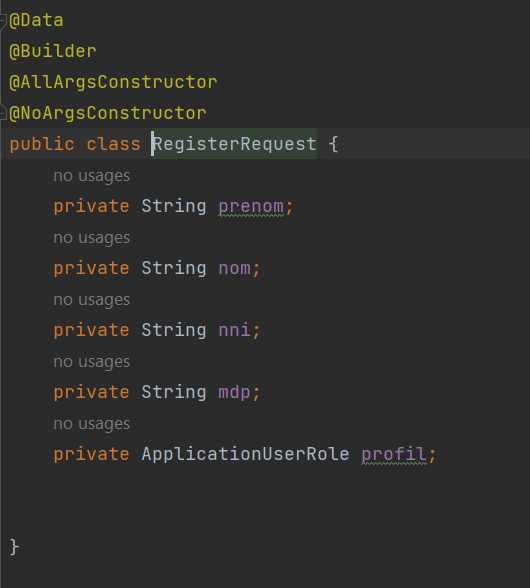 @Data
@Builder
@AllArgsConstructor
@NoArgsConstructor
public class RegisterRequest {
no usages
private String prenom;
no usages
private String nom;
no usages
private String nni;
no usages
private String mdp;
no usages
private ApplicationUserRole profil;
}